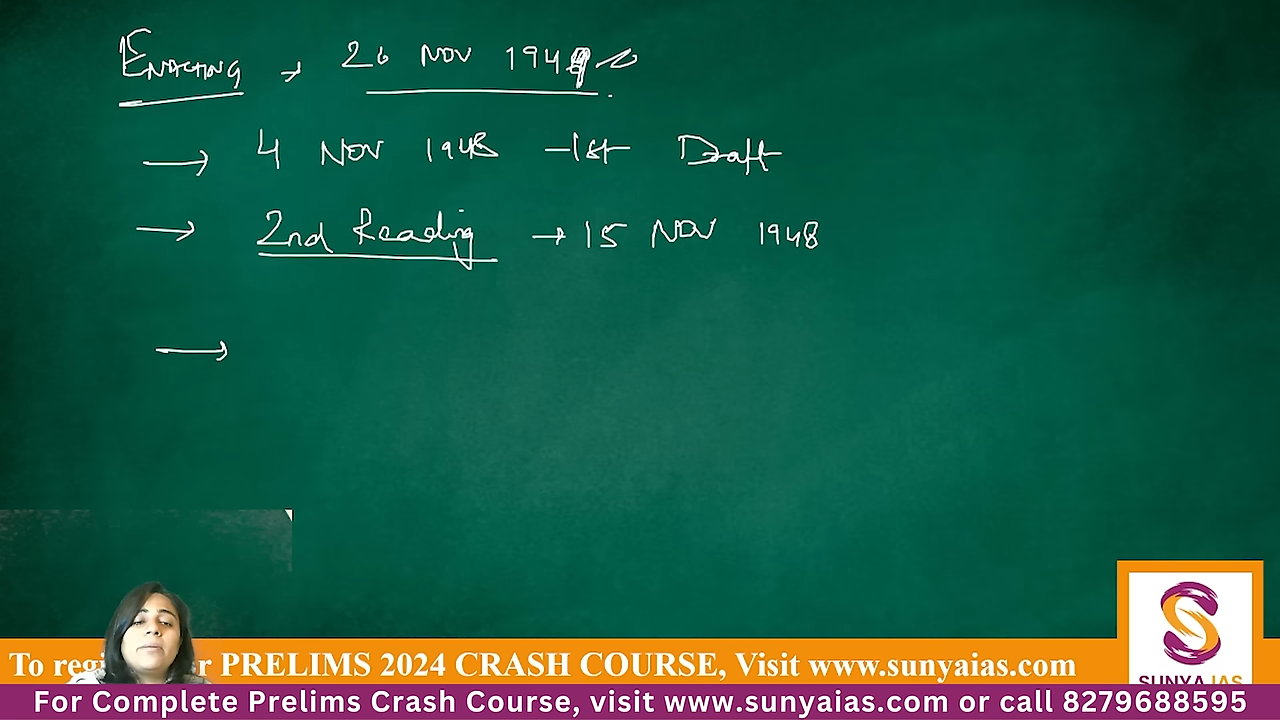 ENACTING → 26 NOV 1949
→ 4 NOV 1948 - 1st Draft
→ 2nd Reading → 15 NOV 1948
→
To regi r PRELIMS 2024 CRASH COURSE, Visit www.sunyaias.com
SUNYA IAS
For Complete Prelims Crash Course, visit www.sunyaias.com or call 8279688595